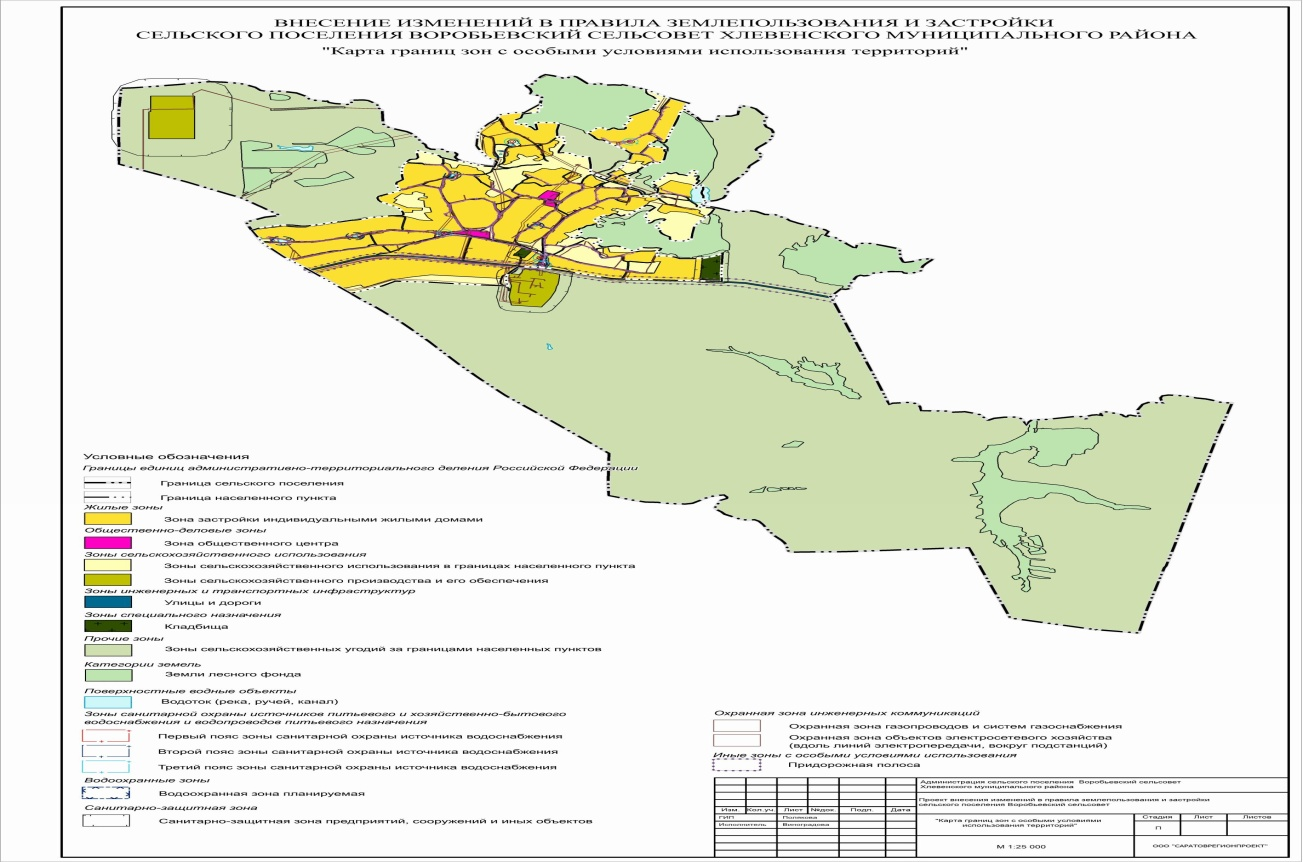 ВНЕСЕНИЕ ИЗМЕНЕНИЙ В ПРАВИЛА ЗЕМЛЕПОЛЬЗОВАНИЯ И ЗАСТРОЙКИ
СЕЛЬСКОГО ПОСЕЛЕНИЯ ВОРОБЬЕВСКИЙ СЕЛЬСОВЕТ ХЛЕВЕНСКОГО МУНИЦИПАЛЬНОГО РАЙОНА
"Карта границ зон с особыми условиями использования территорий"
Условные обозначения
Границы единиц административно-территориального деления Российской Федерации
Граница сельского поселения
Граница населенного пункта
Жилые зоны
Зона застройки индивидуальными жилыми домами
Общественно-деловые зоны
Зона общественного центра
Зоны сельскохозяйственного использования
Зоны сельскохозяйственного использования в границах населенного пункта
Зоны сельскохозяйственного производства и его обеспечения
Зоны инженерных и транспортных инфраструктур
Улицы и дороги
Зоны специального назначения
Кладбища
Прочие зоны
Зоны сельскохозяйственных угодий за границами населенных пунктов
Категории земель
Земли лесного фонда
Поверхностные водные объекты
Водоток (река, ручей, канал)
Зоны санитарной охраны источников питьевого и хозяйственно-бытового
водоснабжения и водопроводов питьевого назначения
Первый пояс зоны санитарной охраны источника водоснабжения
Второй пояс зоны санитарной охраны источника водоснабжения
Третий пояс зоны санитарной охраны источника водоснабжения
Водоохранные зоны
Водоохранная зона планируемая
Санитарно-защитная зона
Санитарно-защитная зона предприятий, сооружений и иных объектов
Охранная зона инженерных коммуникаций
Охранная зона газопроводов и систем газоснабжения
Охранная зона объектов электросетевого хозяйства
(вдоль линий электропередачи, вокруг подстанций)
Иные зоны с особыми условиями использования
Придорожная полоса
Администрация сельского поселения Воробьевский сельсовет
Хлевенского муниципального района
Проект внесения изменений в правила землепользования и застройки
сельского поселения Воробьевский сельсовет
Изм. Кол.уч. Лист №док. Подп. Дата
ГИП Полякова
Исполнитель Виноградова
"Карта границ зон с особыми условиями
использования территорий"
Стадия Лист Листов
П
М 1:25 000
ООО "САРАТОВРЕГИОНПРОЕКТ"